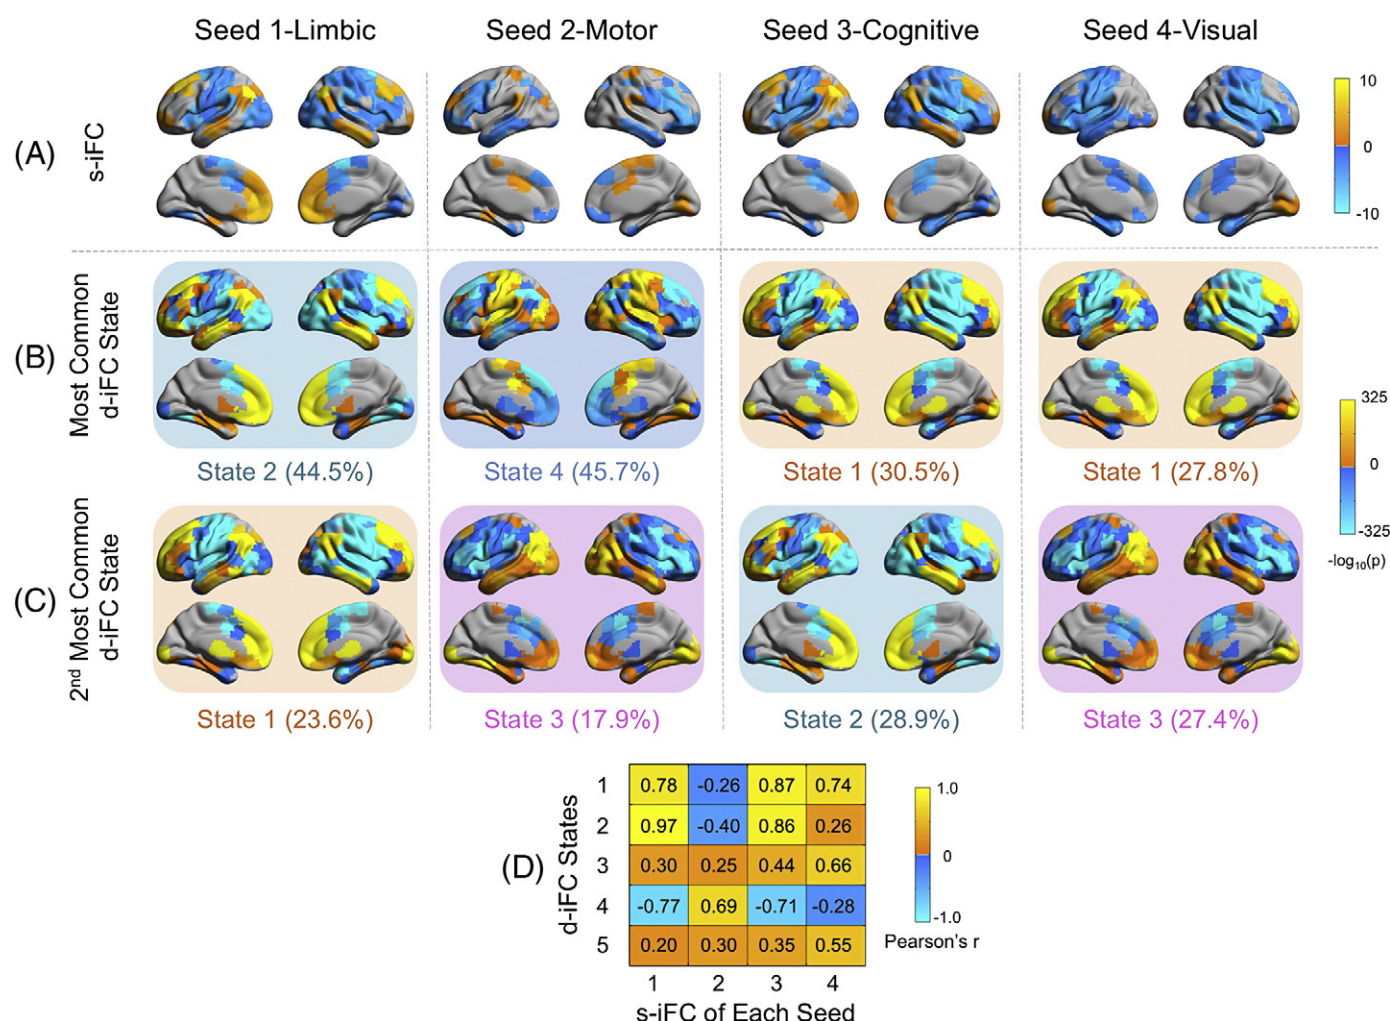 Seed 1-Limbic Seed 2-Motor Seed 3-Cognitive Seed 4-Visual
(A) s-iFC
10
0
-10
(B) Most Common
d-iFC State
State 2 (44.5%) State 4 (45.7%) State 1 (30.5%) State 1 (27.8%)
325
0
-325
-log10(p)
(C) 2nd Most Common
d-iFC State
State 1 (23.6%) State 3 (17.9%) State 2 (28.9%) State 3 (27.4%)
(D) d-iFC States
1 0.78 -0.26 0.87 0.74
2 0.97 -0.40 0.86 0.26
3 0.30 0.25 0.44 0.66
4 -0.77 0.69 -0.71 -0.28
5 0.20 0.30 0.35 0.55
1 2 3 4
s-iFC of Each Seed
1.0
0
-1.0
Pearson's r